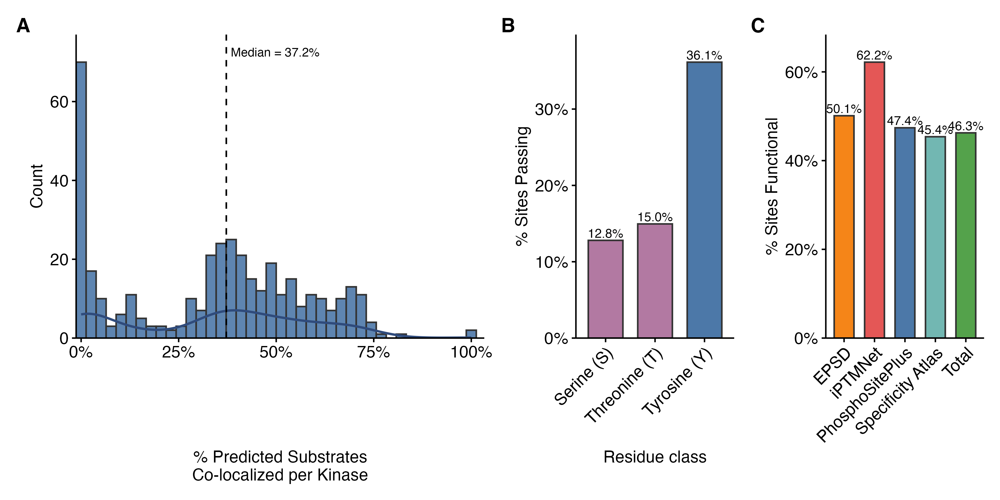 A
Median = 37.2%
60
40
20
0
Count
0%
25%
50%
75%
100%
% Predicted Substrates
Co-localized per Kinase
B
36.1%
15.0%
12.8%
30%
20%
10%
0%
% Sites Passing
Serine (S)
Threonine (T)
Tyrosine (Y)
Residue class
C
62.2%
50.1%
47.4%
45.4%
46.3%
60%
40%
20%
0%
% Sites Functional
EPSD
iPTMNet
PhosphoSitePlus
Specificity Atlas
Total